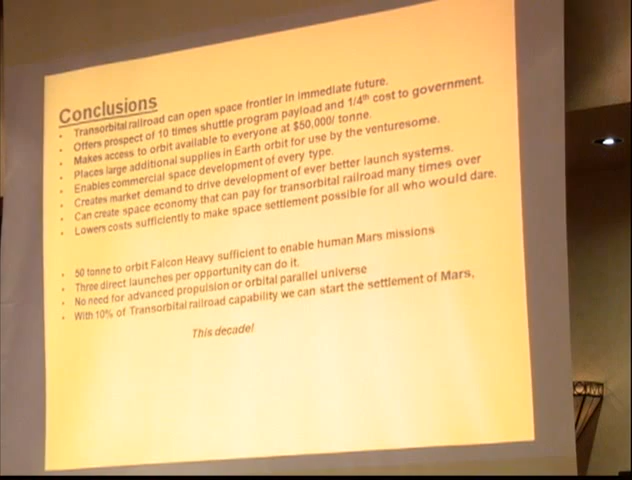 Conclusions
• Transorbital railroad can open space frontier in immediate future.
• Offers prospect of 10 times shuttle program payload and 1/4th cost to government.
• Makes access to orbit available to everyone at $50,000/ tonne.
• Places large additional supplies in Earth orbit for use by the venturesome.
• Enables commercial space development of every type.
• Creates market demand to drive development of ever better launch systems.
• Can create space economy that can pay for transorbital railroad many times over
• Lowers costs sufficiently to make space settlement possible for all who would dare.
• 50 tonne to orbit Falcon Heavy sufficient to enable human Mars missions
• Three direct launches per opportunity can do it.
• No need for advanced propulsion or orbital parallel universe
• With 10% of Transorbital railroad capability we can start the settlement of Mars,
This decade!